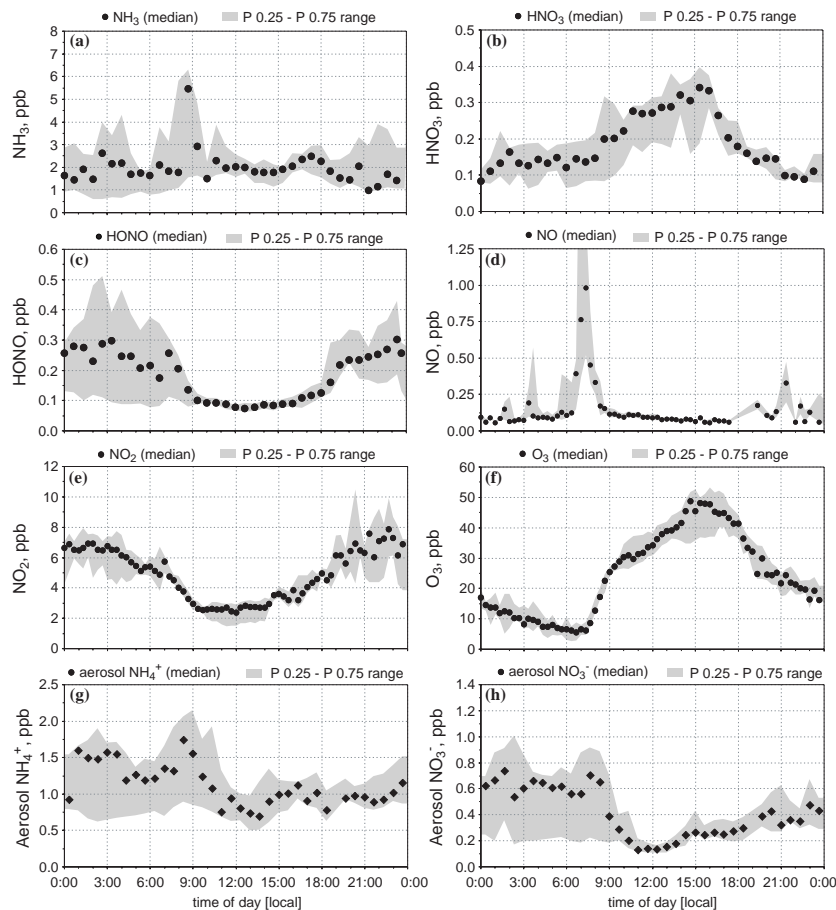 ● NH₃ (median) P 0.25 - P 0.75 range
(a)
8
7
6
5
4
3
2
1
0
NH₃, ppb
● HNO₃ (median) P 0.25 - P 0.75 range
(b)
0.5
0.4
0.3
0.2
0.1
0.0
HNO₃, ppb
● HONO (median) P 0.25 - P 0.75 range
(c)
0.6
0.5
0.4
0.3
0.2
0.1
0.0
HONO, ppb
● NO (median) P 0.25 - P 0.75 range
(d)
1.25
1.00
0.75
0.50
0.25
0.00
NO, ppb
● NO₂ (median) P 0.25 - P 0.75 range
(e)
12
10
8
6
4
2
0
NO₂, ppb
● O₃ (median) P 0.25 - P 0.75 range
(f)
60
50
40
30
20
10
0
O₃, ppb
◆ aerosol NH₄⁺ (median) P 0.25 - P 0.75 range
(g)
2.5
2.0
1.5
1.0
0.5
0.0
Aerosol NH₄⁺, ppb
0:00 3:00 6:00 9:00 12:00 15:00 18:00 21:00 0:00
time of day [local]
◆ aerosol NO₃⁻ (median) P 0.25 - P 0.75 range
(h)
1.4
1.2
1.0
0.8
0.6
0.4
0.2
0.0
Aerosol NO₃⁻, ppb
0:00 3:00 6:00 9:00 12:00 15:00 18:00 21:00 0:00
time of day [local]